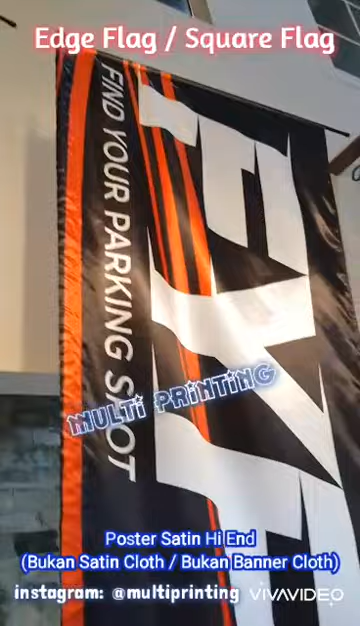 Edge Flag / Square Flag
FIND YOUR PARKING SPOT
MULTI PRINTING
Poster Satin Hi End
(Bukan Satin Cloth / Bukan Banner Cloth)
instagram: @multiprinting
VIVAVIDEO